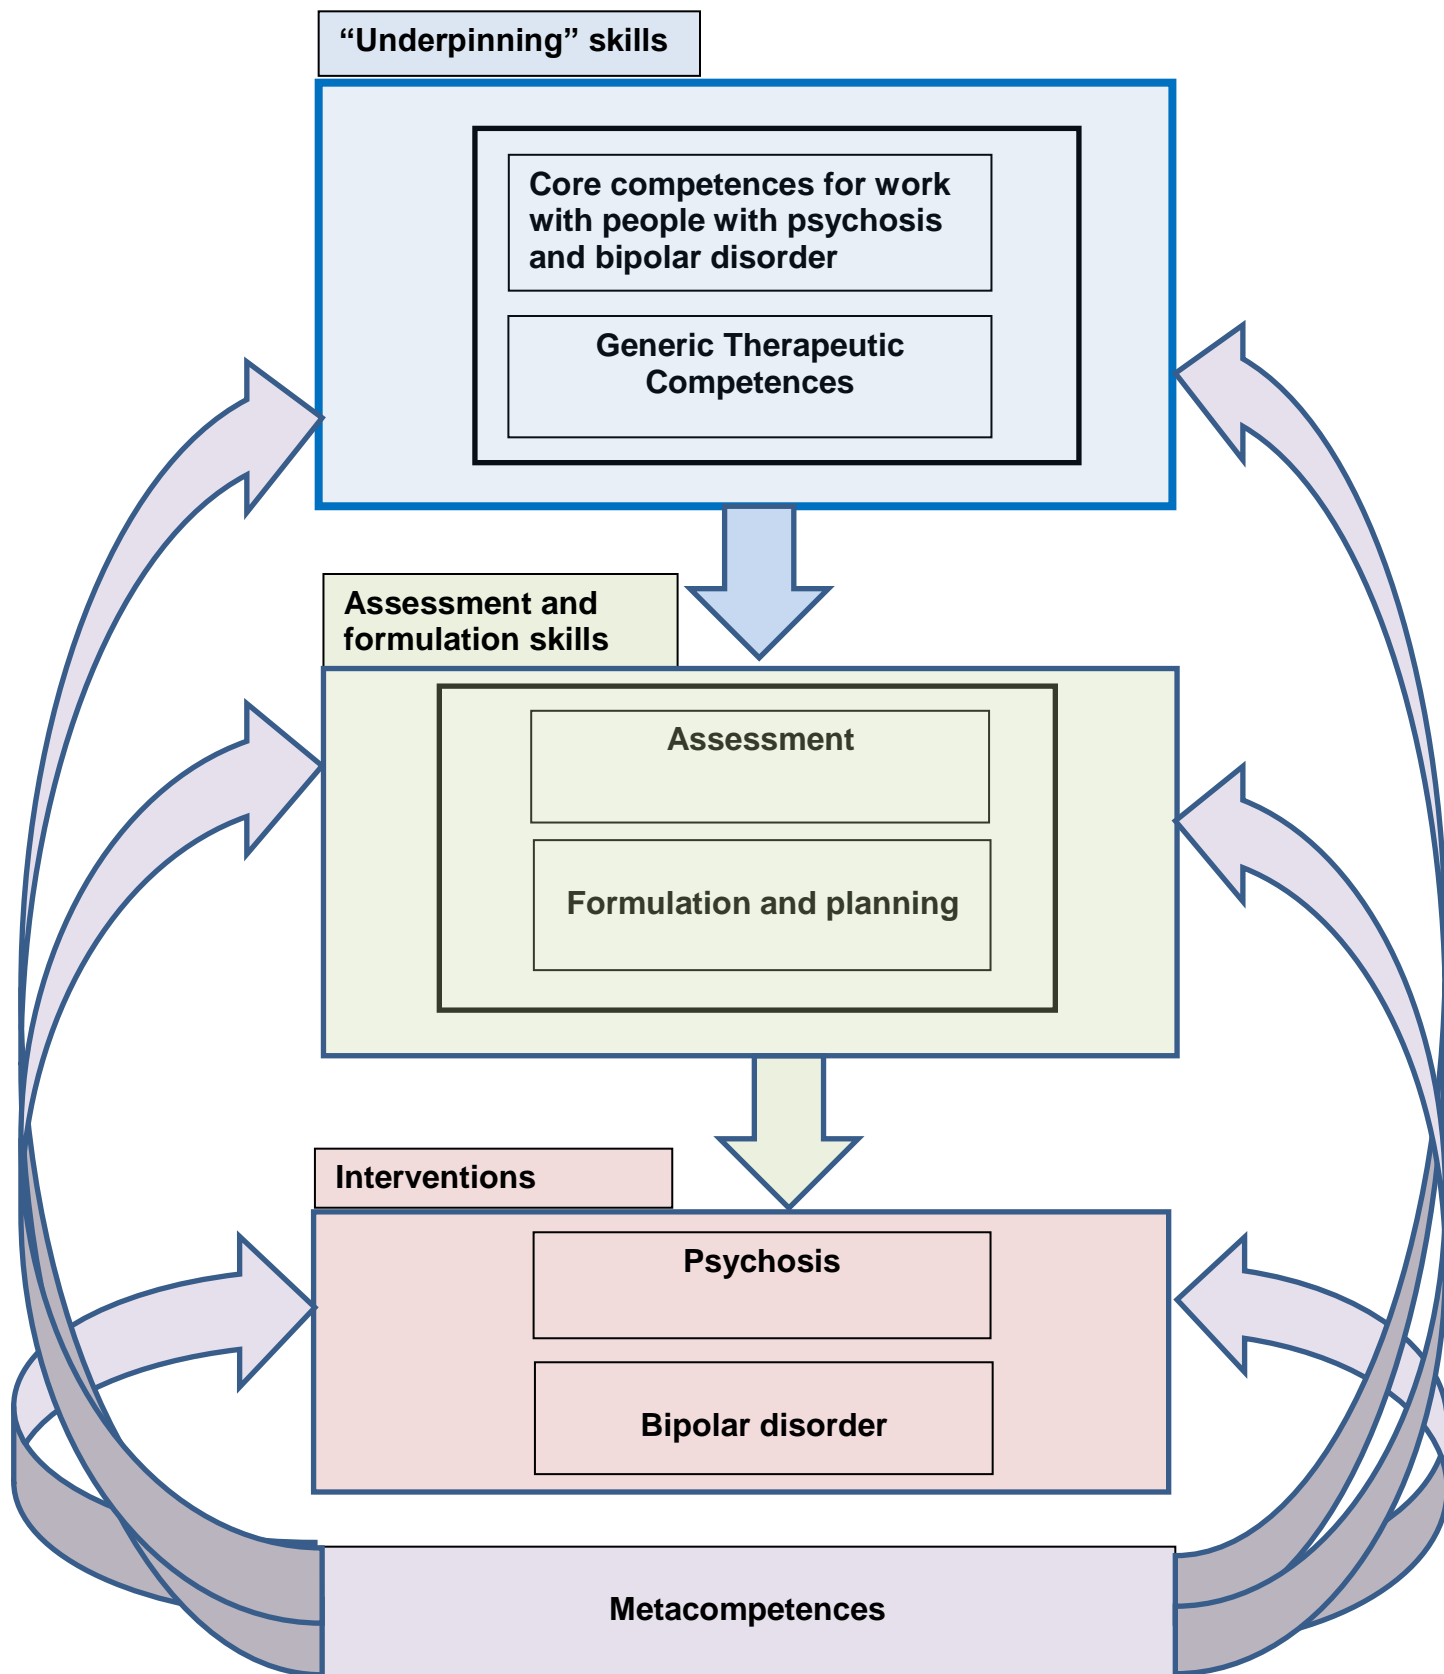 “Underpinning” skills
Core competences for work
with people with psychosis
and bipolar disorder
Generic Therapeutic
Competences
Assessment and
formulation skills
Assessment
Formulation and planning
Interventions
Psychosis
Bipolar disorder
Metacompetences